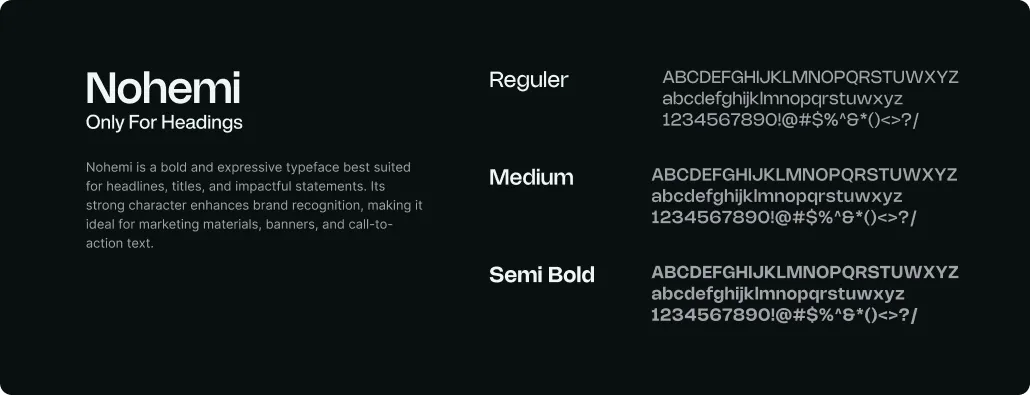 Nohemi
Only For Headings
Nohemi is a bold and expressive typeface best suited
for headlines, titles, and impactful statements. Its
strong character enhances brand recognition, making it
ideal for marketing materials, banners, and call-to-
action text.
Reguler
ABCDEFGHIJKLMNOPQRSTUWXYZ
abcdefghijklmnopqrstuwxyz
1234567890!@#$%^&*()<>?/
Medium
ABCDEFGHIJKLMNOPQRSTUWXYZ
abcdefghijklmnopqrstuwxyz
1234567890!@#$%^&*()<>?/
Semi Bold
ABCDEFGHIJKLMNOPQRSTUWXYZ
abcdefghijklmnopqrstuwxyz
1234567890!@#$%^&*()<>?/